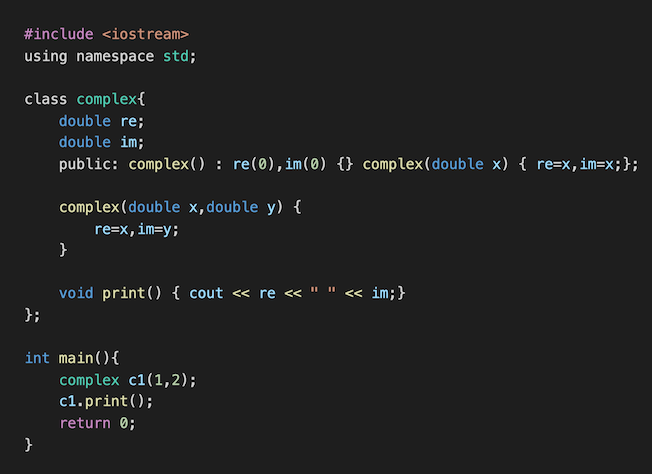 #include <iostream>
using namespace std;
class complex{
double re;
double im;
public: complex() : re(0),im(0) {} complex(double x) { re=x,im=x;};
complex(double x,double y) {
re=x,im=y;
}
void print() { cout << re << " " << im;}
};
int main(){
complex c1(1,2);
c1.print();
return 0;
}